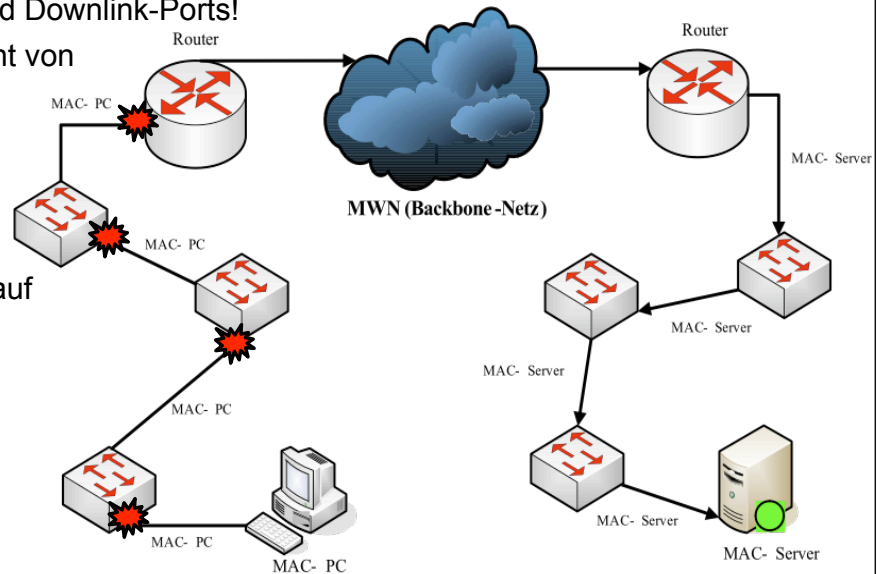 d Downlink-Ports!
Router
Router
nt von
MAC- PC
MAC- Server
MWN (Backbone-Netz)
MAC- PC
auf
MAC- Server
MAC- Server
MAC- PC
MAC- Server
MAC- PC
MAC- Server
MAC- PC